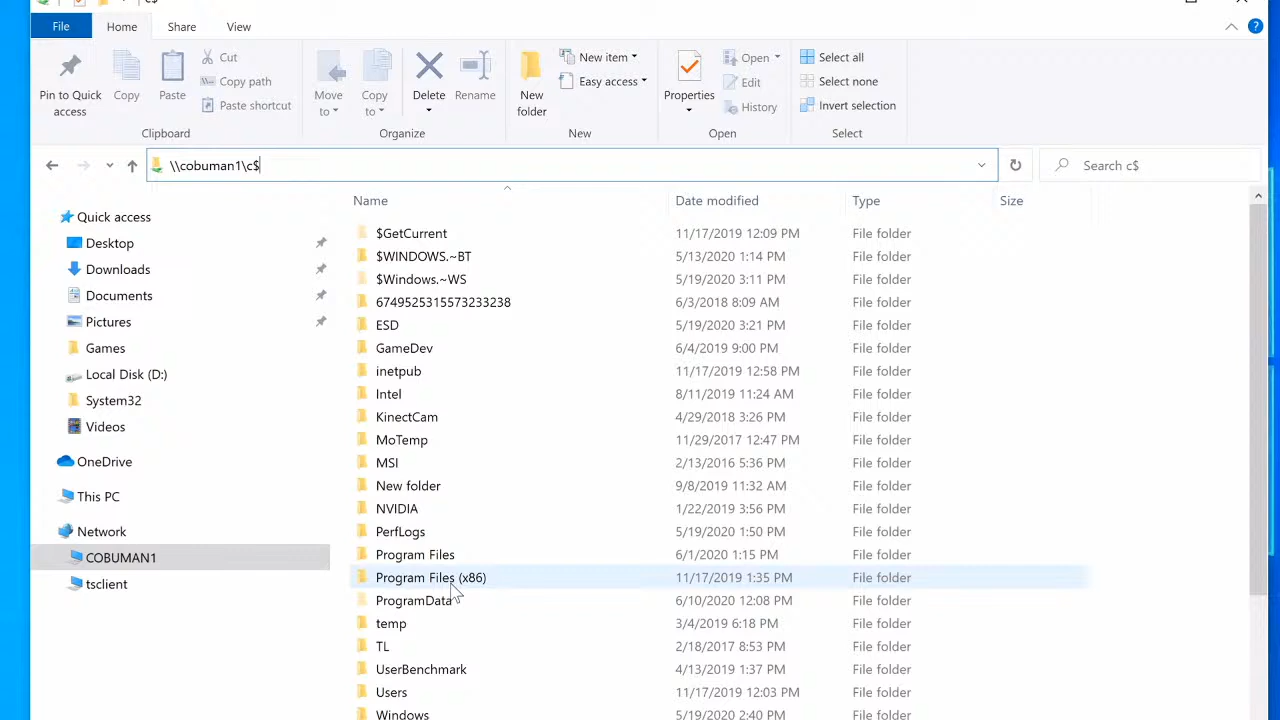 c$
File Home Share View
Pin to Quick access
Copy
Paste
Cut
Copy path
Paste shortcut
Clipboard
Move to
Copy to
Delete
Rename
Organize
New folder
New item
Easy access
New
Properties
Open
Edit
History
Open
Select all
Select none
Invert selection
Select
\\cobuman1\c$
Search c$
Quick access
Desktop
Downloads
Documents
Pictures
Games
Local Disk (D:)
System32
Videos
OneDrive
This PC
Network
COBUMAN1
tsclient
Name Date modified Type Size
$GetCurrent 11/17/2019 12:09 PM File folder
$WINDOWS.~BT 5/13/2020 1:14 PM File folder
$Windows.~WS 5/19/2020 3:11 PM File folder
6749525315573233238 6/3/2018 8:09 AM File folder
ESD 5/19/2020 3:21 PM File folder
GameDev 6/4/2019 9:00 PM File folder
inetpub 11/17/2019 12:58 PM File folder
Intel 8/11/2019 11:24 AM File folder
KinectCam 4/29/2018 3:26 PM File folder
MoTemp 11/29/2017 12:47 PM File folder
MSI 2/13/2016 5:36 PM File folder
New folder 9/8/2019 11:32 AM File folder
NVIDIA 1/22/2019 3:56 PM File folder
PerfLogs 5/19/2020 1:50 PM File folder
Program Files 6/1/2020 1:15 PM File folder
Program Files (x86) 11/17/2019 1:35 PM File folder
ProgramData 6/10/2020 12:08 PM File folder
temp 3/4/2019 6:18 PM File folder
TL 2/18/2017 8:53 PM File folder
UserBenchmark 4/13/2019 1:37 PM File folder
Users 11/17/2019 12:03 PM File folder
Windows 5/19/2020 2:40 PM File folder